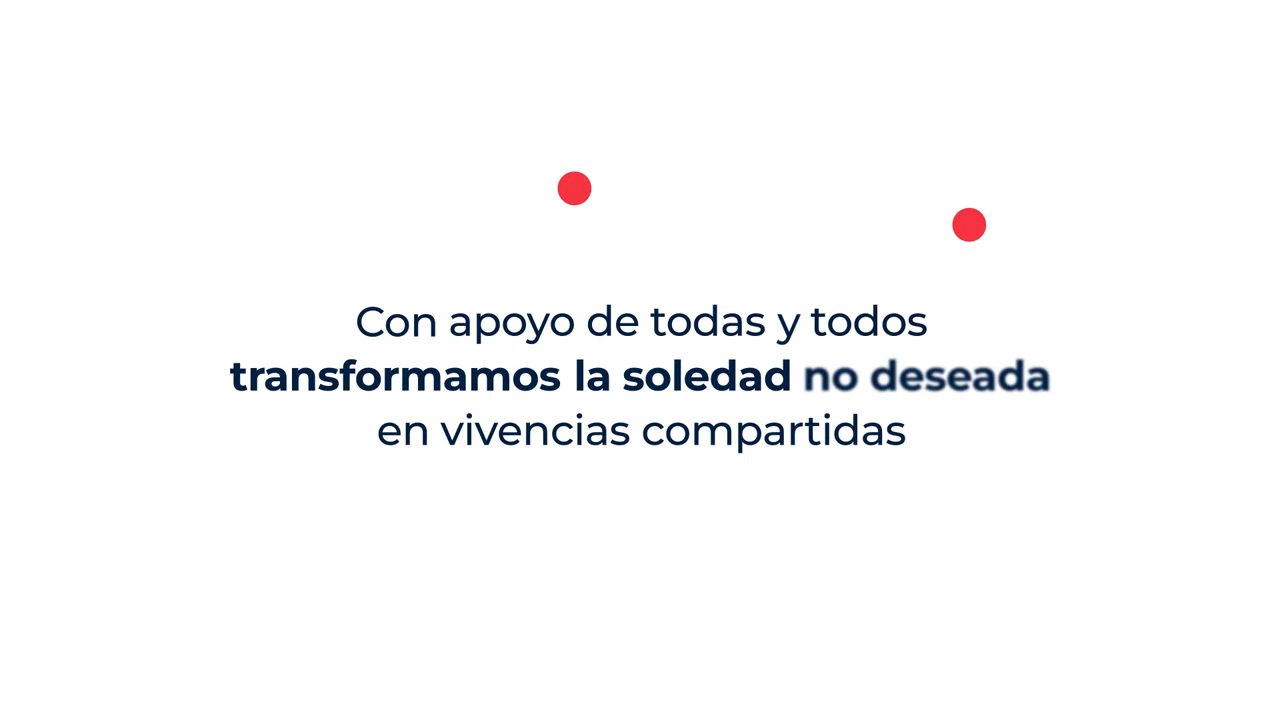 Con apoyo de todas y todos
transformamos la soledad no deseada
en vivencias compartidas